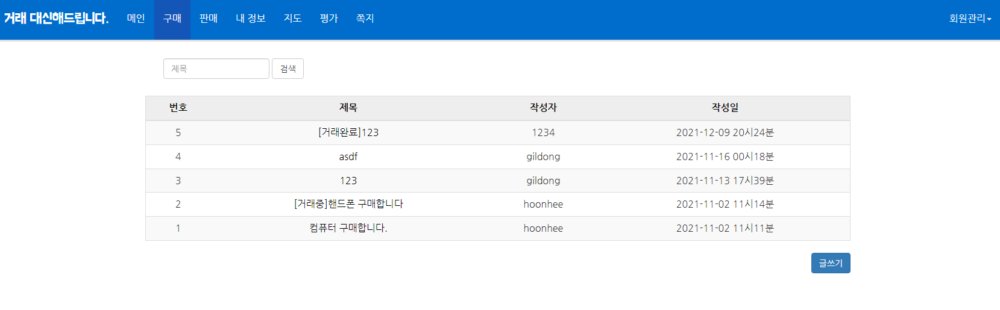 거래 대신해드립니다. 메인 구매 판매 내 정보 지도 평가 쪽지 회원관리
제목 검색
번호 제목 작성자 작성일
5 [거래완료]123 1234 2021-12-09 20시24분
4 asdf gildong 2021-11-16 00시18분
3 123 gildong 2021-11-13 17시39분
2 [거래중]핸드폰 구매합니다 hoonhee 2021-11-02 11시14분
1 컴퓨터 구매합니다. hoonhee 2021-11-02 11시11분
글쓰기